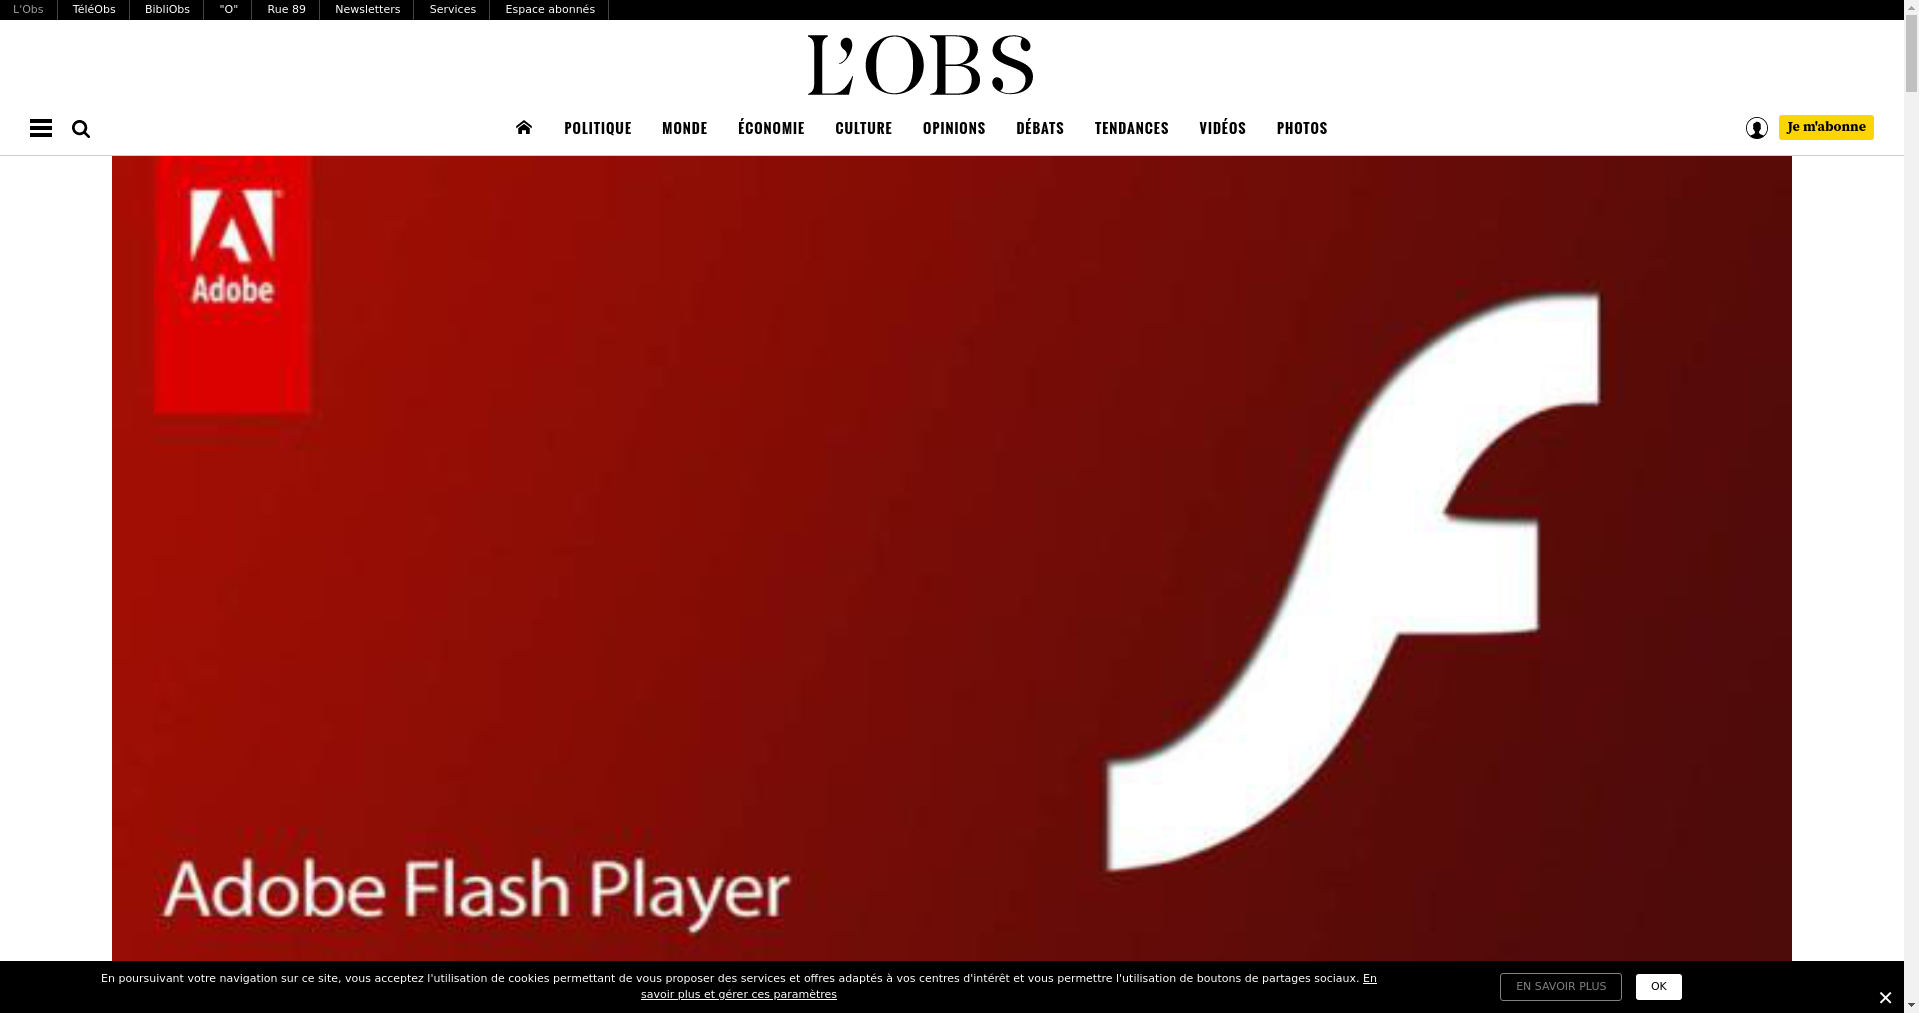 L'Obs TéléObs BibliObs "O" Rue 89 Newsletters Services Espace abonnés
L'OBS
POLITIQUE MONDE ÉCONOMIE CULTURE OPINIONS DÉBATS TENDANCES VIDÉOS PHOTOS Je m'abonne
Adobe
Adobe Flash Player
En poursuivant votre navigation sur ce site, vous acceptez l'utilisation de cookies permettant de vous proposer des services et offres adaptés à vos centres d'intérêt et vous permettre l'utilisation de boutons de partages sociaux. En
savoir plus et gérer ces paramètres
EN SAVOIR PLUS OK